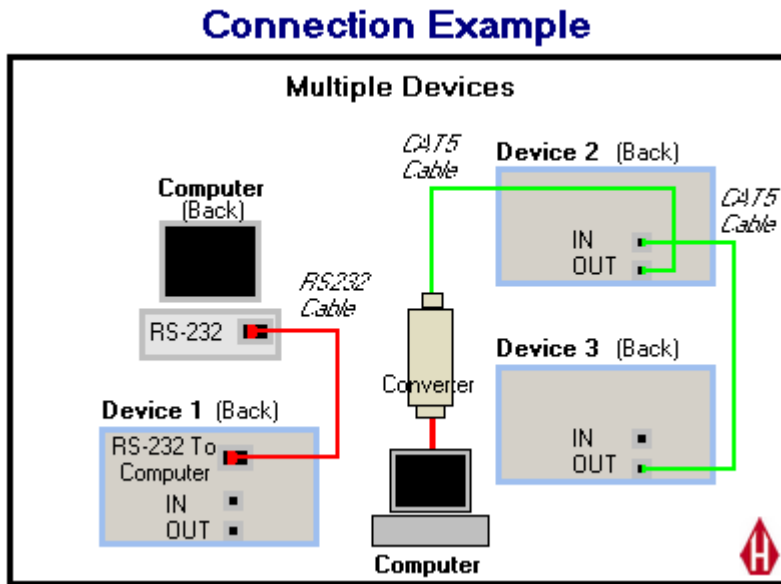 Connection Example
Multiple Devices
Computer
(Back)
RS-232
RS232
Cable
Device 1 (Back)
RS-232 To
Computer
IN
OUT
CAT5
Cable
Converter
Computer
Device 2 (Back)
IN
OUT
CAT5
Cable
Device 3 (Back)
IN
OUT